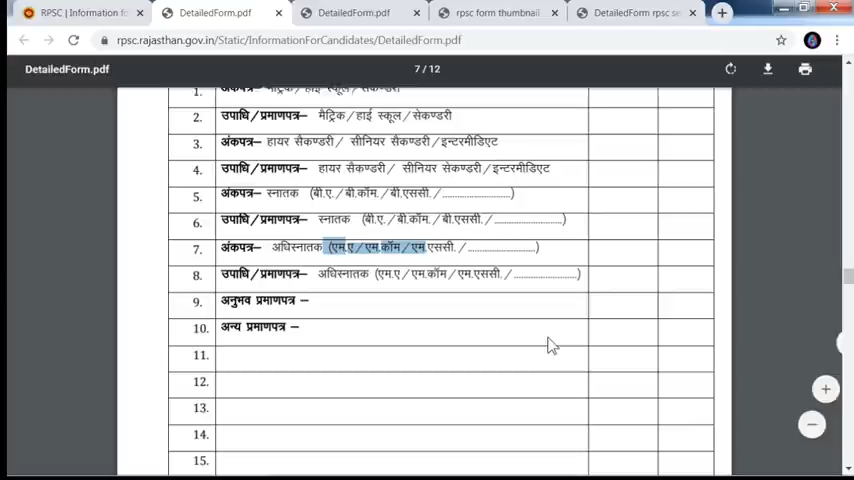 RPSC | Information fo
DetailedForm.pdf
DetailedForm.pdf
rpsc form thumbnail
DetailedForm rpsc se
rpsc.rajasthan.gov.in/Static/InformationForCandidates/DetailedForm.pdf
DetailedForm.pdf 7 / 12
1. अंकपत्र– मैट्रिक/हाई स्कूल/सेकण्डरी
2. उपाधि/प्रमाणपत्र– मैट्रिक/हाई स्कूल/सेकण्डरी
3. अंकपत्र– हायर सैकण्डरी/ सीनियर सैकण्डरी/इन्टरमीडिएट
4. उपाधि/प्रमाणपत्र– हायर सैकण्डरी/ सीनियर सेकण्डरी/इन्टरमीडिएट
5. अंकपत्र– स्नातक (बी.ए./बी.कॉम./बी.एससी./............................)
6. उपाधि/प्रमाणपत्र– स्नातक (बी.ए./बी.कॉम./बी.एससी./............................)
7. अंकपत्र– अधिस्नातक (एम.ए/एम.कॉम/एम.एससी./............................)
8. उपाधि/प्रमाणपत्र– अधिस्नातक (एम.ए/एम.कॉम/एम.एससी./..........................)
9. अनुभव प्रमाणपत्र –
10. अन्य प्रमाणपत्र –
11.
12.
13.
14.
15.